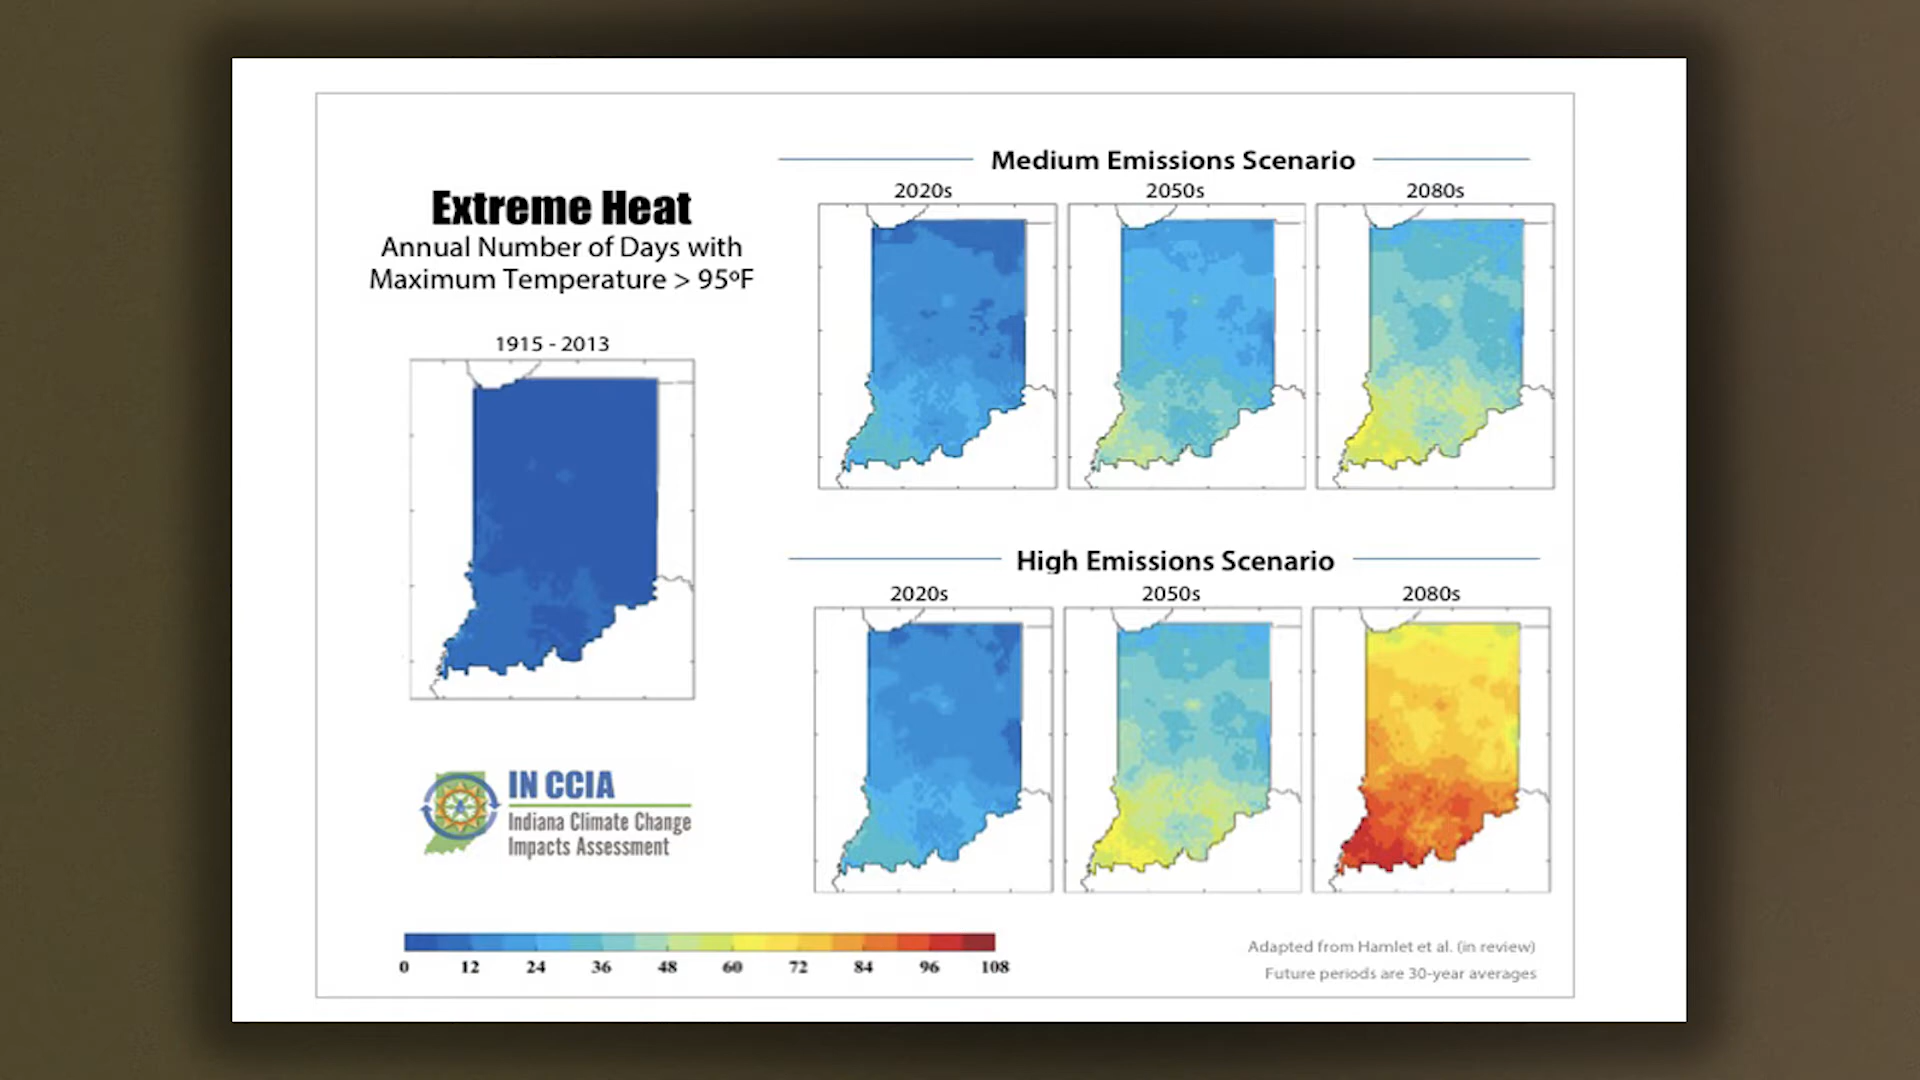 Extreme Heat
Annual Number of Days with
Maximum Temperature > 95ºF
1915 - 2013
Medium Emissions Scenario
2020s 2050s 2080s
High Emissions Scenario
2020s 2050s 2080s
IN CCIA
Indiana Climate Change
Impacts Assessment
0 12 24 36 48 60 72 84 96 108
Adapted from Hamlet et al. (in review)
Future periods are 30-year averages